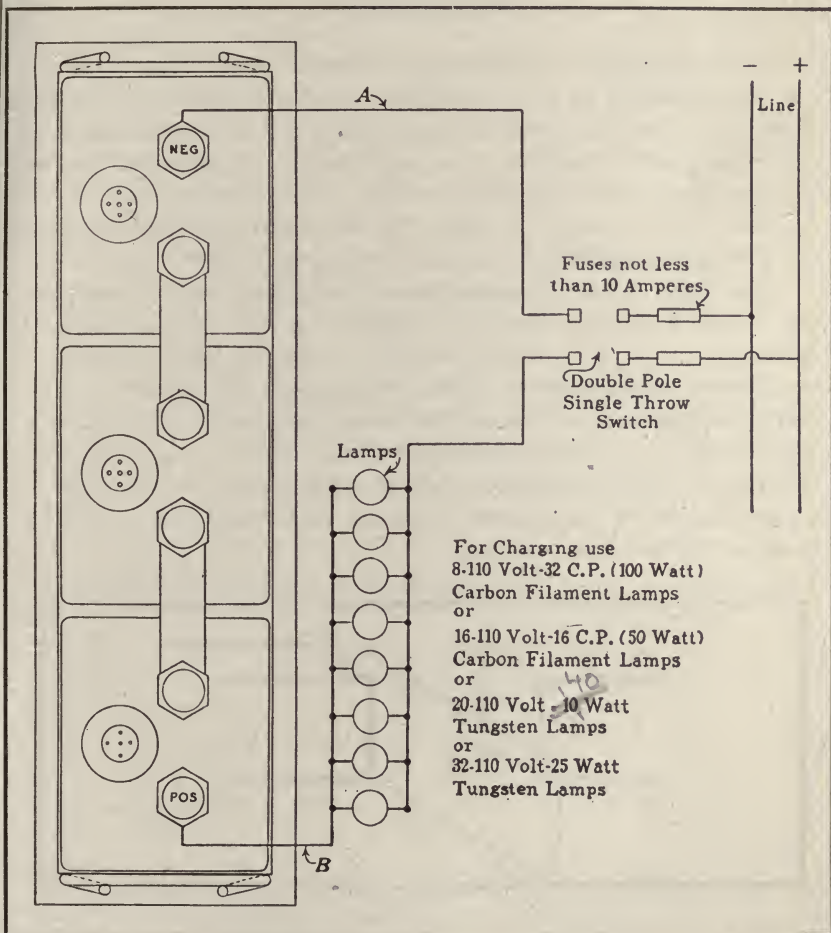 A
- +
Line
NEG
Fuses not less
than 10 Amperes
Double Pole
Single Throw
Switch
Lamps
For Charging use
8-110 Volt-32 C.P. (100 Watt)
Carbon Filament Lamps
or
16-110 Volt-16 C.P. (50 Watt)
Carbon Filament Lamps
or
40
20-110 Volt-10 Watt
Tungsten Lamps
or
32-110 Volt-25 Watt
Tungsten Lamps
POS
B